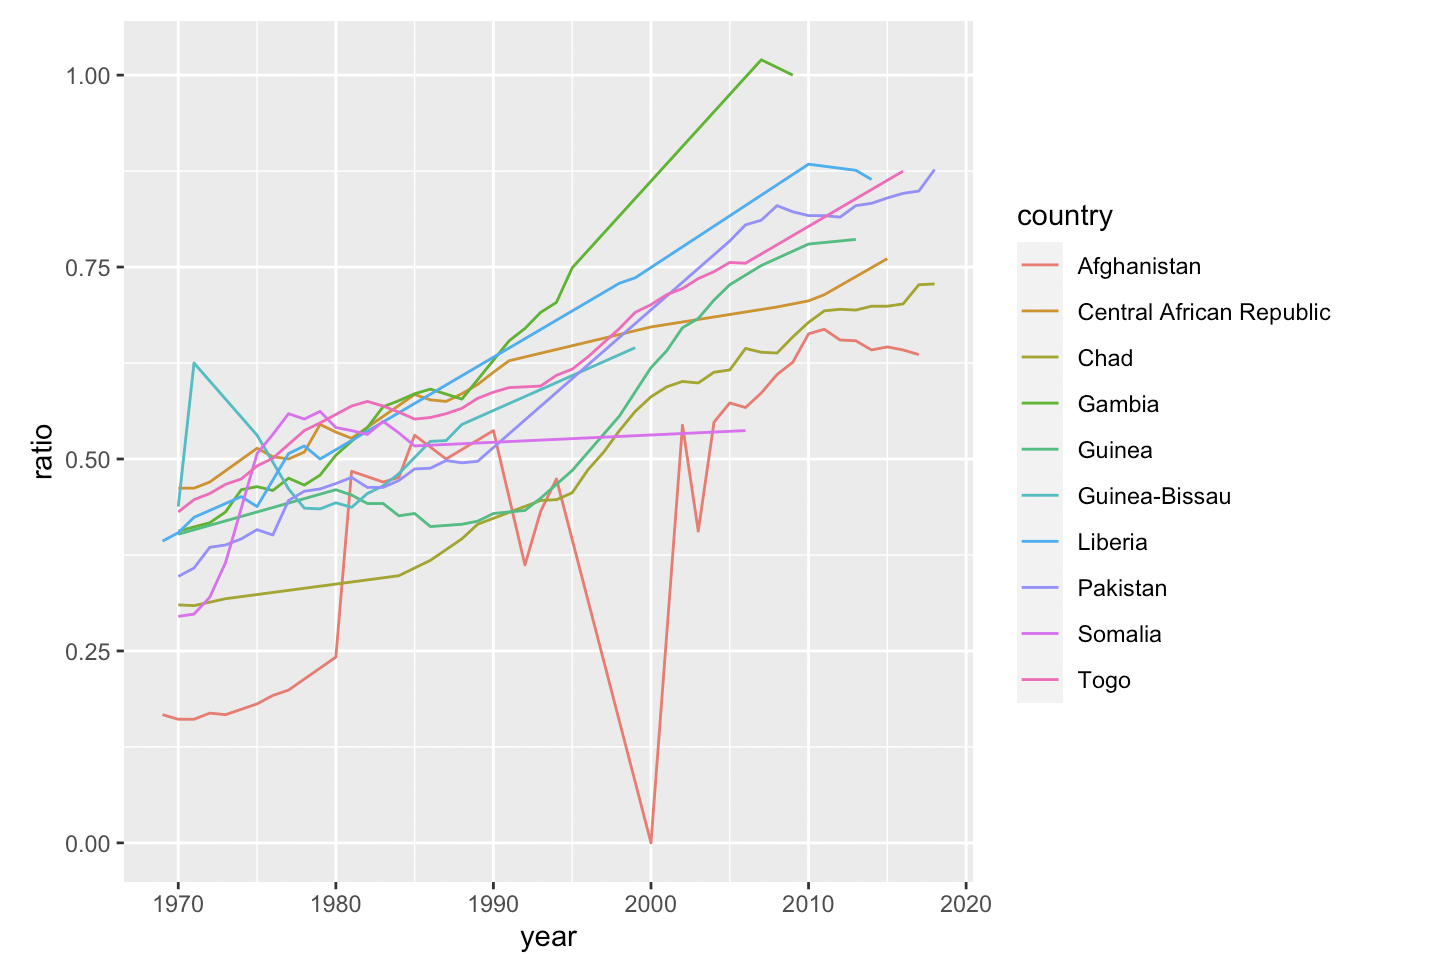 1.00
0.75
0.50
0.25
0.00
ratio
1970 1980 1990 2000 2010 2020
year
country
Afghanistan
Central African Republic
Chad
Gambia
Guinea
Guinea-Bissau
Liberia
Pakistan
Somalia
Togo